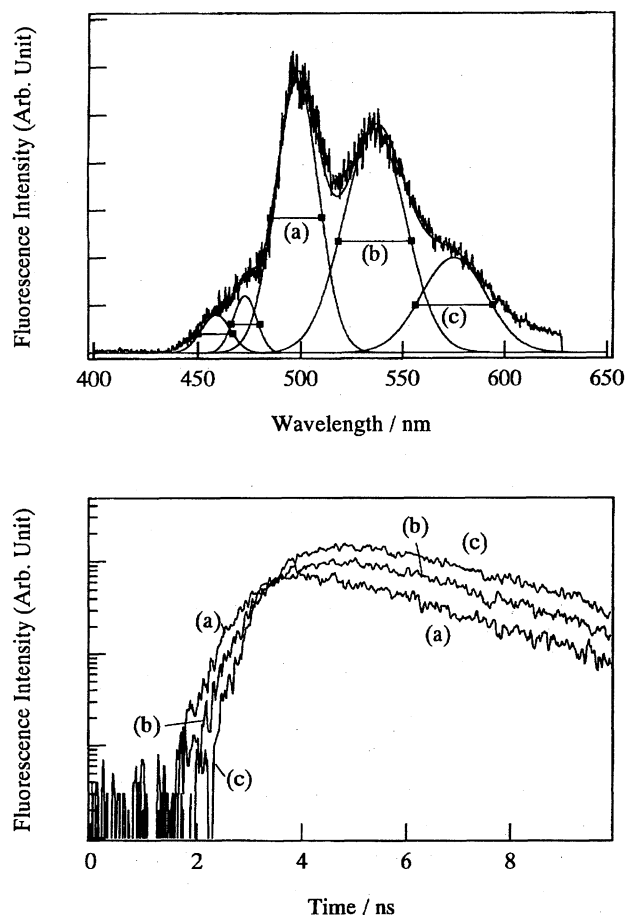 Fluorescence Intensity (Arb. Unit)
(a)
(b)
(c)
400 450 500 550 600 650
Wavelength / nm
Fluorescence Intensity (Arb. Unit)
(b)
(c)
(a)
(a)
(b)
(c)
0 2 4 6 8
Time / ns